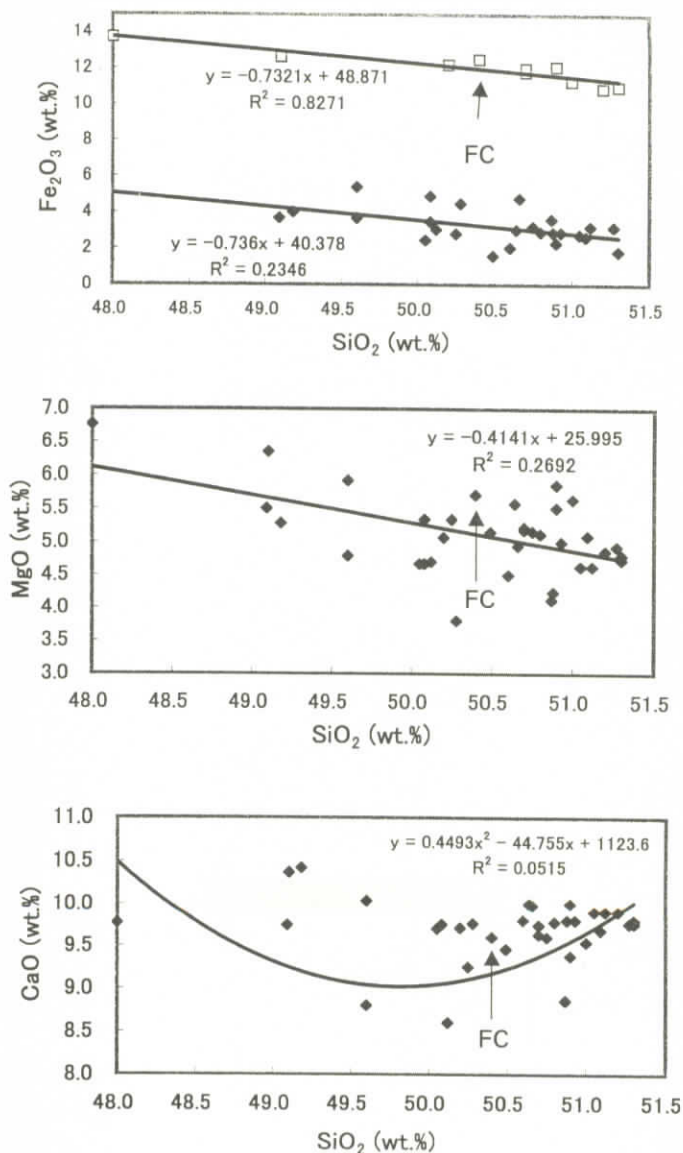 14
12
10
8
6
4
2
0
Fe₂O₃ (wt.%)
y = −0.7321x + 48.871
R² = 0.8271
FC
y = −0.736x + 40.378
R² = 0.2346
48.0 48.5 49.0 49.5 50.0 50.5 51.0 51.5
SiO₂ (wt.%)
7.0
6.5
6.0
5.5
5.0
4.5
4.0
3.5
3.0
MgO (wt.%)
y = −0.4141x + 25.995
R² = 0.2692
FC
48.0 48.5 49.0 49.5 50.0 50.5 51.0 51.5
SiO₂ (wt.%)
11.0
10.5
10.0
9.5
9.0
8.5
8.0
CaO (wt.%)
y = 0.4493x² − 44.755x + 1123.6
R² = 0.0515
FC
48.0 48.5 49.0 49.5 50.0 50.5 51.0 51.5
SiO₂ (wt.%)